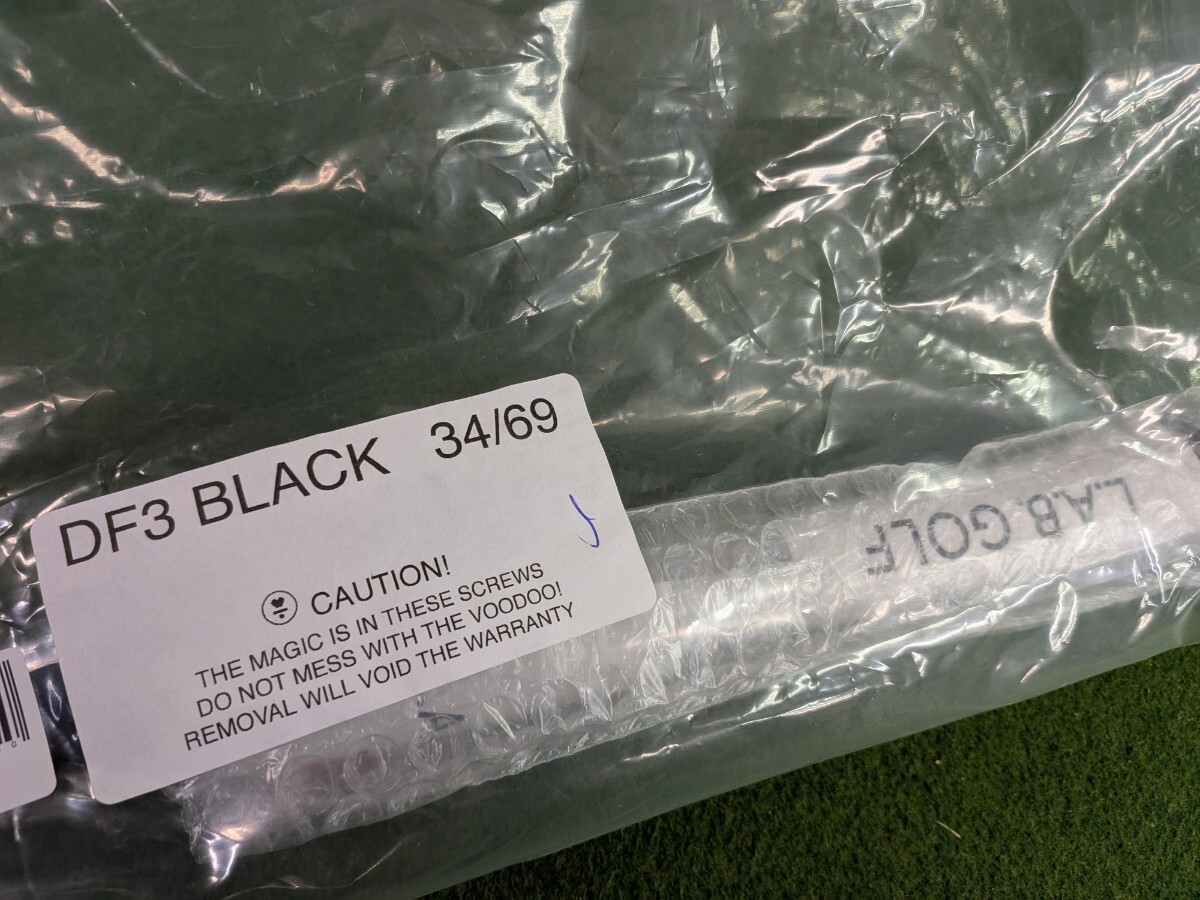 DF3 BLACK 34/69
CAUTION!
THE MAGIC IS IN THESE SCREWS
DO NOT MESS WITH THE VOODOO!
REMOVAL WILL VOID THE WARRANTY
L.A.B. GOLF